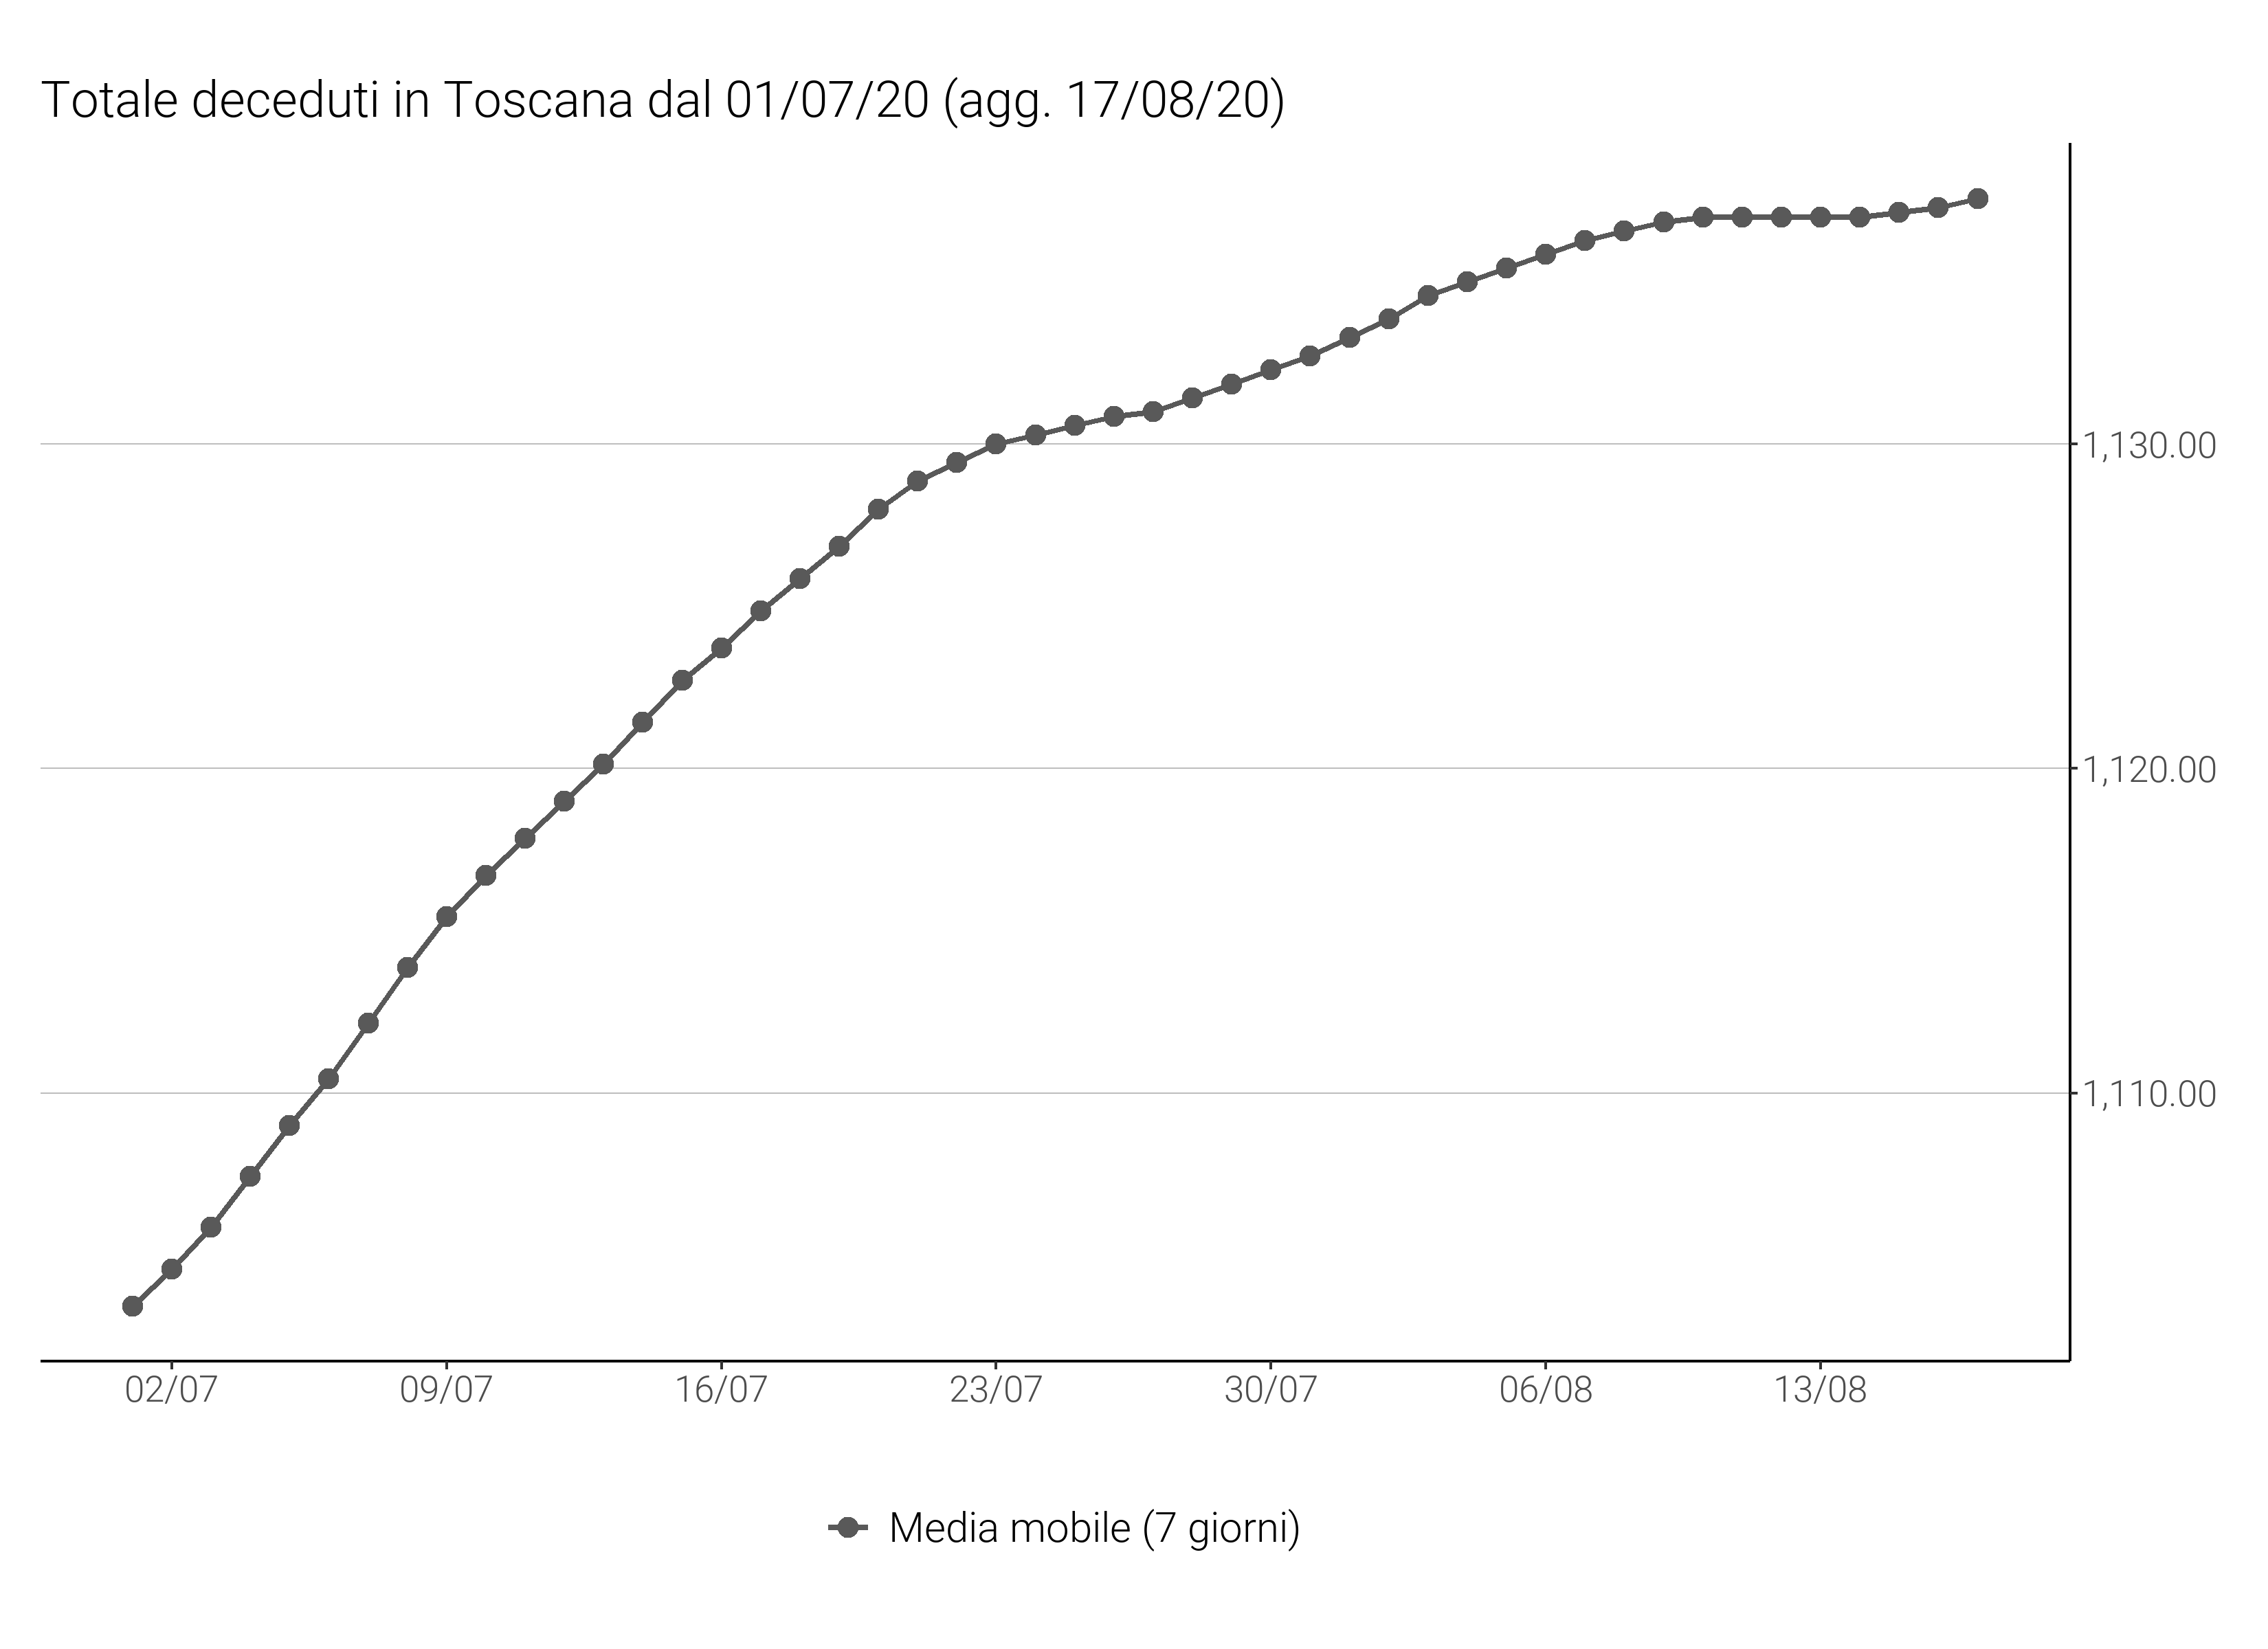 Totale deceduti in Toscana dal 01/07/20 (agg. 17/08/20)
1,130.00
1,120.00
1,110.00
02/07 09/07 16/07 23/07 30/07 06/08 13/08
Media mobile (7 giorni)